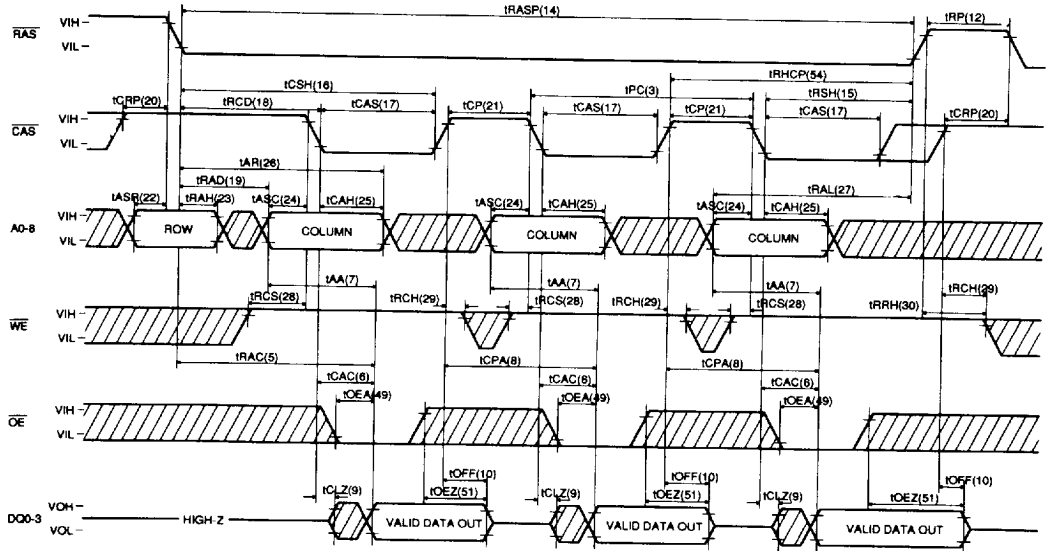 tRASP(14) tRP(12)
RAS VIH
VIL
tRHCP(54)
tCSH(16) tPC(3) tRSH(15)
tCRP(20) tRCD(18) tCAS(17) tCP(21) tCAS(17) tCP(21) tCAS(17) tCRP(20)
CAS VIH
VIL
tAR(26)
tRAD(19) tRAL(27)
tASR(22) tRAH(23) tASC(24) tCAH(25) tASC(24) tCAH(25) tASC(24) tCAH(25)
A0-8 VIH
VIL
ROW COLUMN COLUMN COLUMN
tAA(7) tAA(7) tAA(7)
tRCS(28) tRCH(29) tRCS(28) tRCH(29) tRCS(28) tRRH(30) tRCH(29)
WE VIH
VIL
tRAC(5) tCPA(8) tCPA(8)
tCAC(6) tCAC(6) tCAC(6)
tOEA(49) tOEA(49) tOEA(49)
OE VIH
VIL
tOFF(10) tOFF(10) tOFF(10)
tCLZ(9) tOEZ(51) tCLZ(9) tOEZ(51) tCLZ(9) tOEZ(51)
DQ0-3 VOH
VOL
HIGH-Z VALID DATA OUT VALID DATA OUT VALID DATA OUT